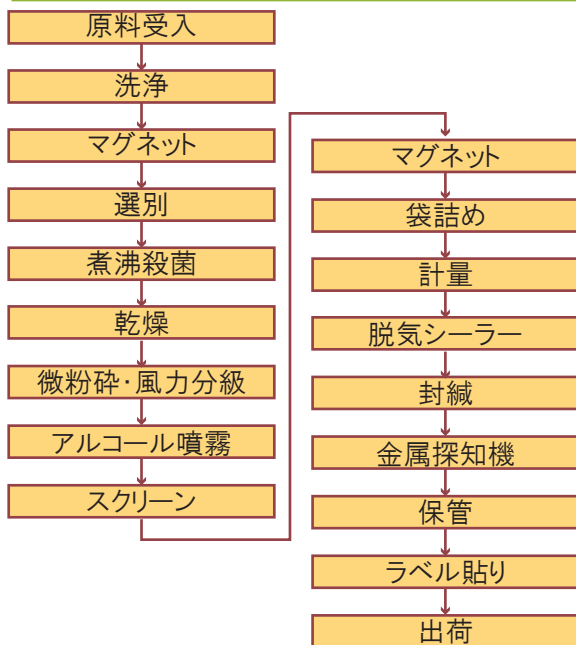 原料受入
洗浄
マグネット
選別
煮沸殺菌
乾燥
微粉砕・風力分級
アルコール噴霧
スクリーン
マグネット
袋詰め
計量
脱気シーラー
封緘
金属探知機
保管
ラベル貼り
出荷